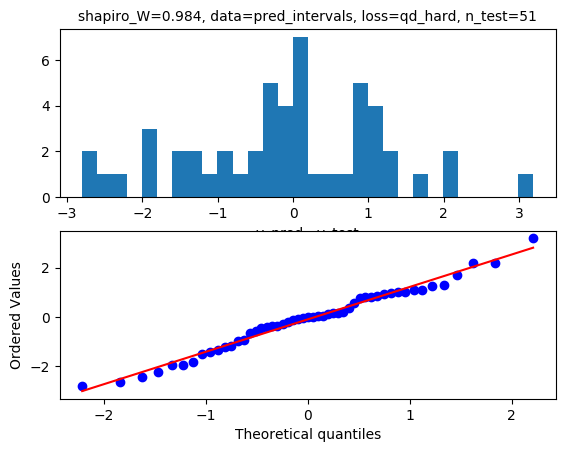 shapiro_W=0.984, data=pred_intervals, loss=qd_hard, n_test=51
6
4
2
0
−3 −2 −1 0 1 2 3
2
0
−2
Ordered Values
−2 −1 0 1 2
Theoretical quantiles